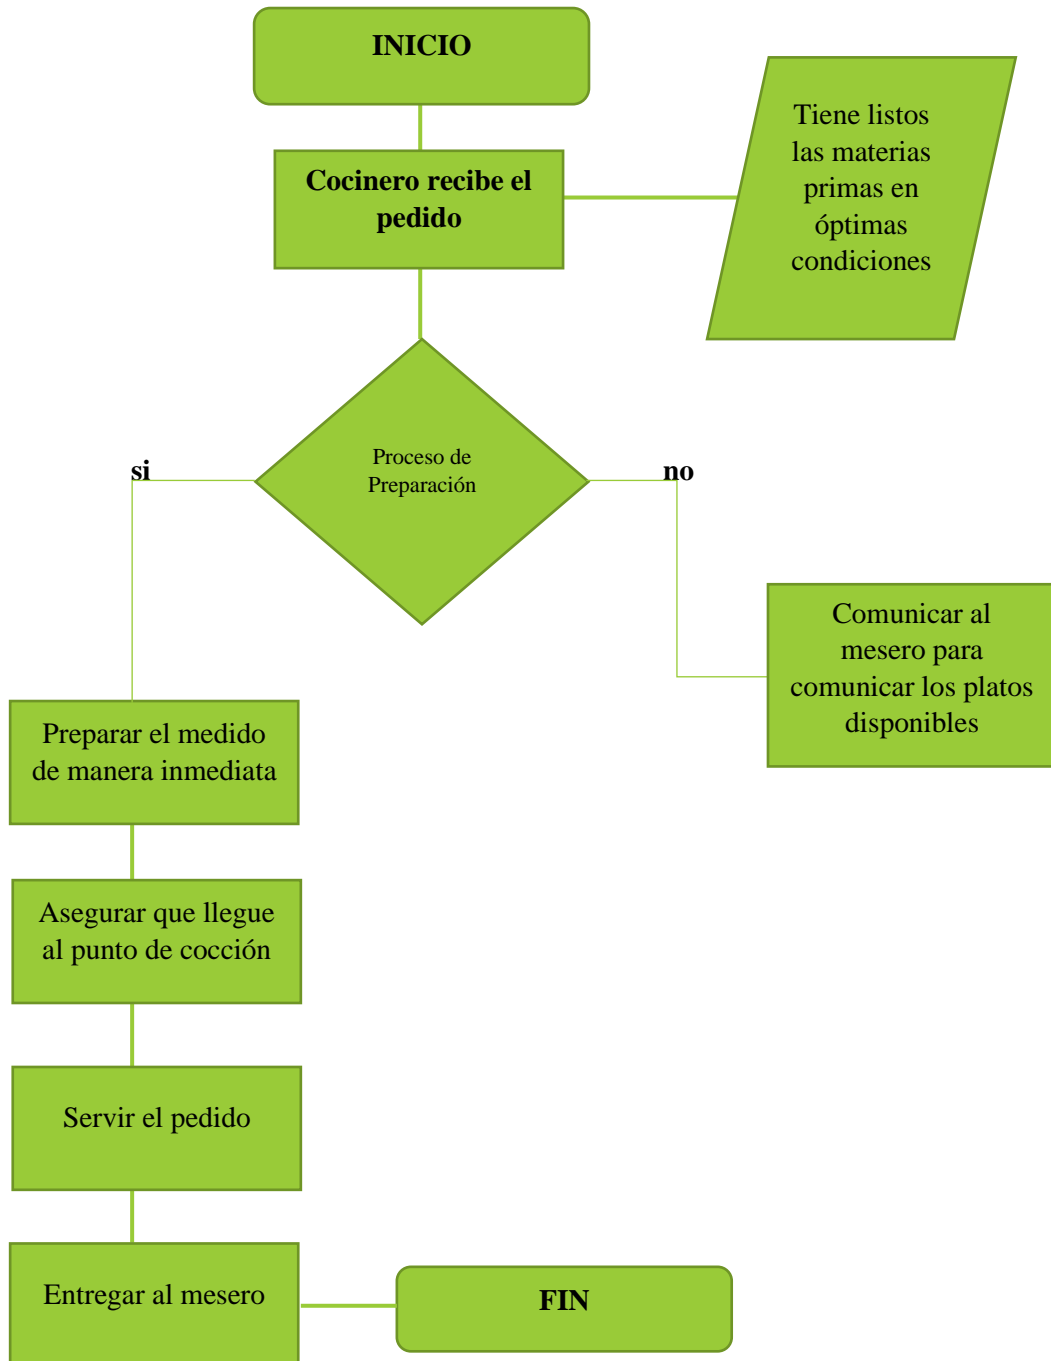 INICIO
Tiene listos
las materias
primas en
óptimas
condiciones
Cocinero recibe el
pedido
Proceso de
Preparación
si
no
Comunicar al
mesero para
comunicar los platos
disponibles
Preparar el medido
de manera inmediata
Asegurar que llegue
al punto de cocción
Servir el pedido
Entregar al mesero
FIN